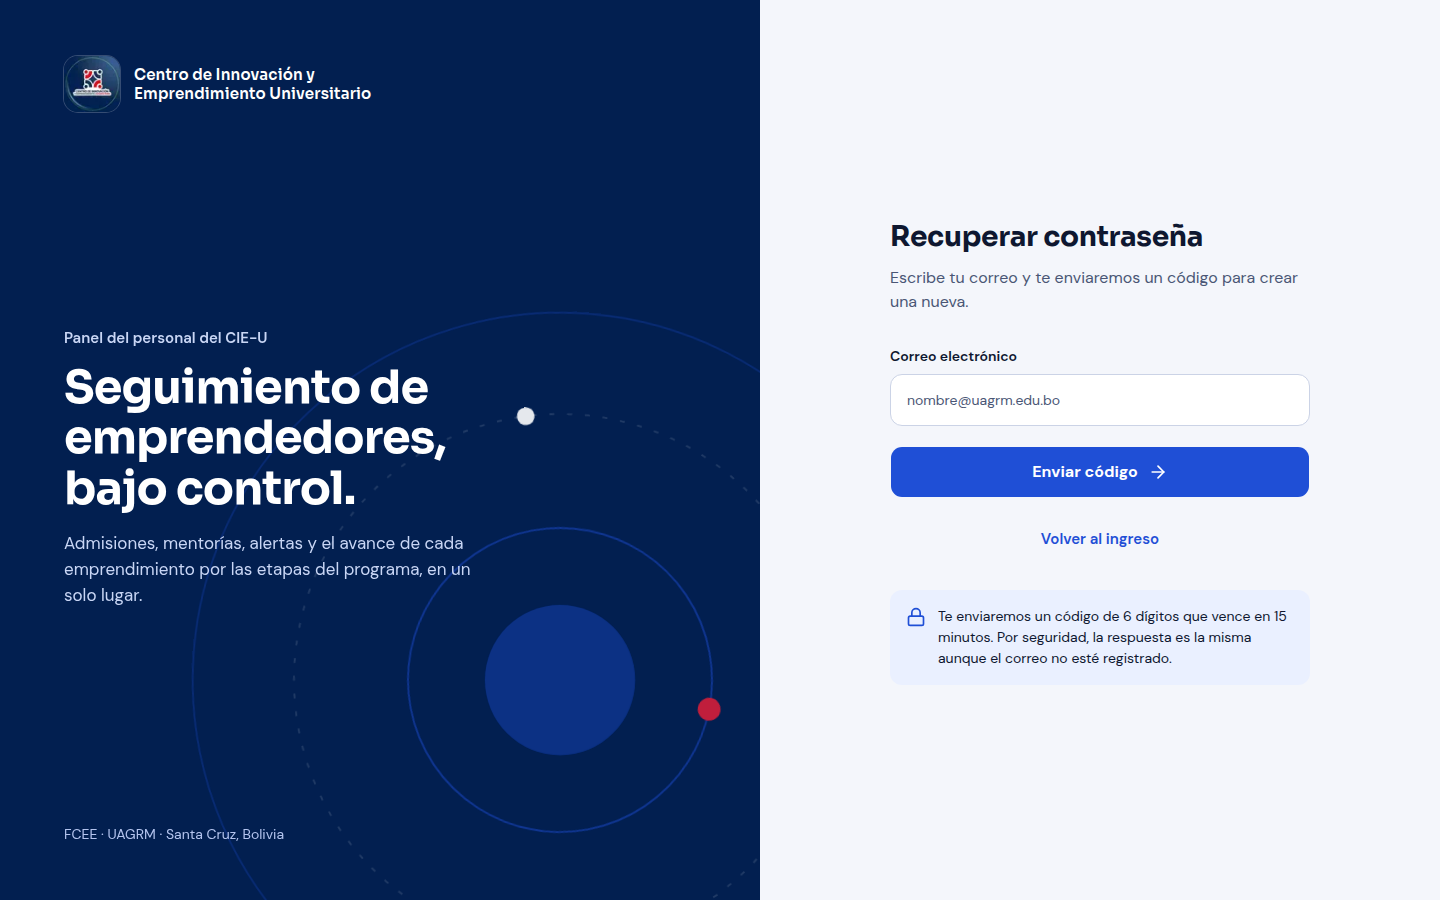 Centro de Innovación y
Emprendimiento Universitario
Panel del personal del CIE-U
Seguimiento de
emprendedores,
bajo control.
Admisiones, mentorías, alertas y el avance de cada
emprendimiento por las etapas del programa, en un
solo lugar.
FCEE · UAGRM · Santa Cruz, Bolivia
Recuperar contraseña
Escribe tu correo y te enviaremos un código para crear
una nueva.
Correo electrónico
nombre@uagrm.edu.bo
Enviar código
Volver al ingreso
Te enviaremos un código de 6 dígitos que vence en 15
minutos. Por seguridad, la respuesta es la misma
aunque el correo no esté registrado.